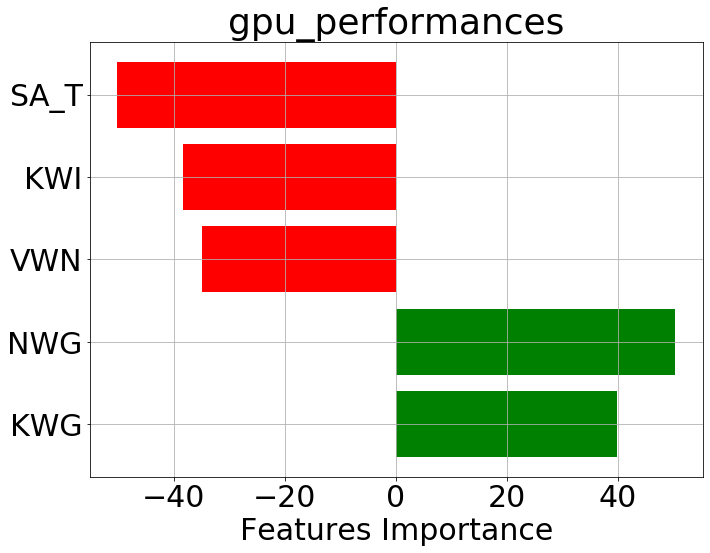 gpu_performances
SA_T
KWI
VWN
NWG
KWG
−40 −20 0 20 40
Features Importance